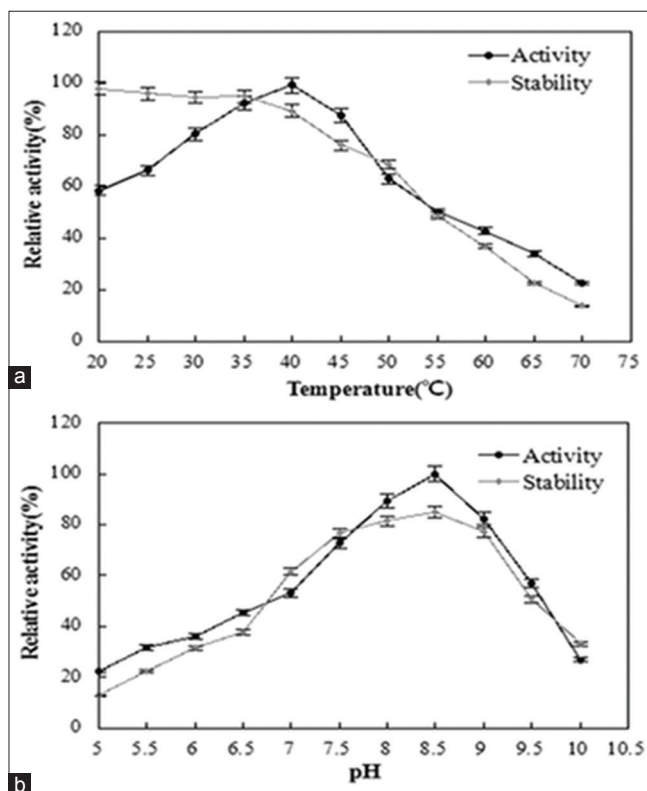 120
100
80
60
40
20
0
Relative activity(%)
Activity
Stability
20 25 30 35 40 45 50 55 60 65 70 75
Temperature(°C)
a
120
100
80
60
40
20
0
Relative activity(%)
Activity
Stability
5 5.5 6 6.5 7 7.5 8 8.5 9 9.5 10 10.5
pH
b